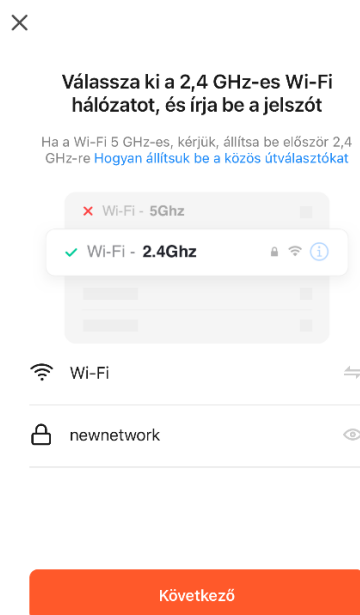 Válassza ki a 2,4 GHz-es Wi-Fi
hálózatot, és írja be a jelszót
Ha a Wi-Fi 5 GHz-es, kérjük, állítsa be először 2,4
GHz-re Hogyan állítsuk be a közös útválasztókat
Wi-Fi - 5Ghz
Wi-Fi - 2.4Ghz
Wi-Fi
newnetwork
Következő